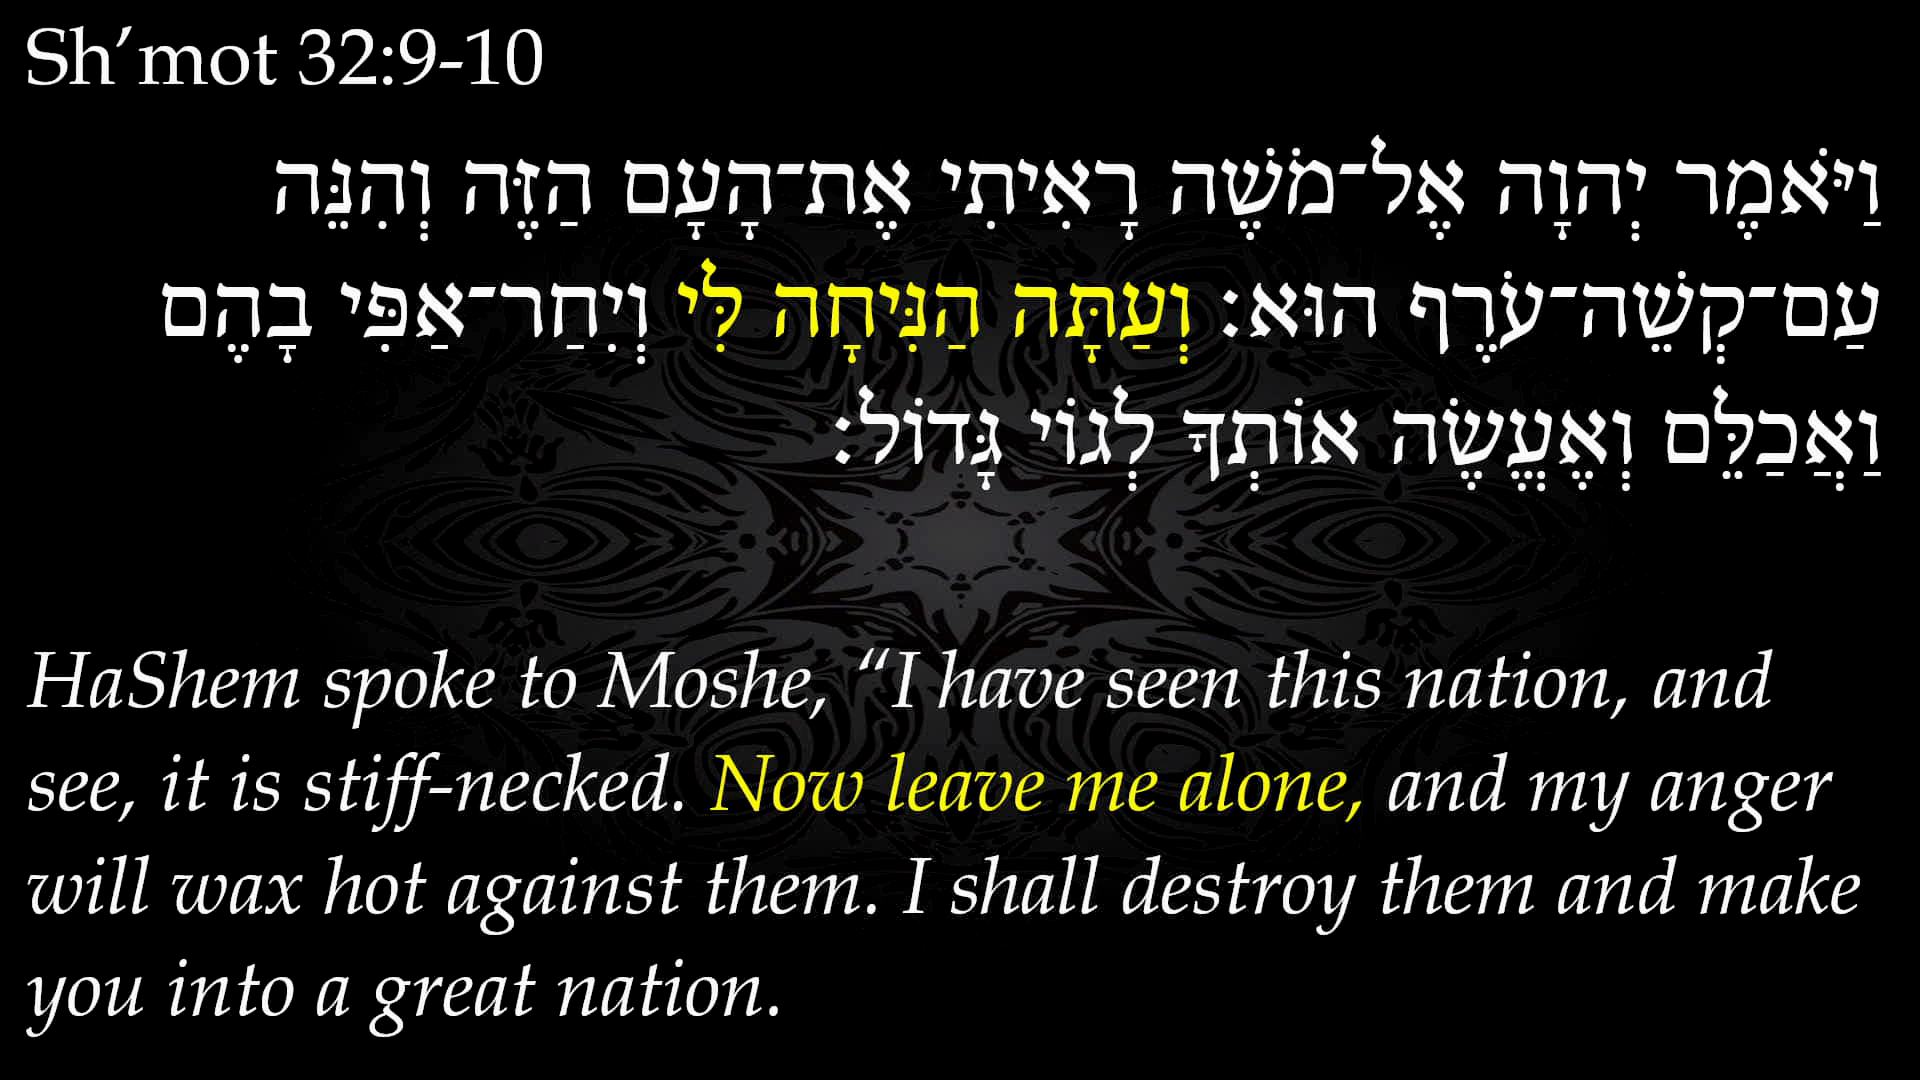 Sh’mot 32:9-10
וַיֹּאמֶר יְהוָה אֶל־מֹשֶׁה רָאִיתִי אֶת־הָעָם הַזֶּה וְהִנֵּה
עַם־קְשֵׁה־עֹרֶף הוּא׃ וְעַתָּה הַנִּיחָה לִּי וְיִחַר־אַפִּי בָהֶם
וַאֲכַלֵּם וְאֶעֱשֶׂה אוֹתְךָ לְגוֹי גָּדוֹל׃
HaShem spoke to Moshe, “I have seen this nation, and
see, it is stiff-necked. Now leave me alone, and my anger
will wax hot against them. I shall destroy them and make
you into a great nation.